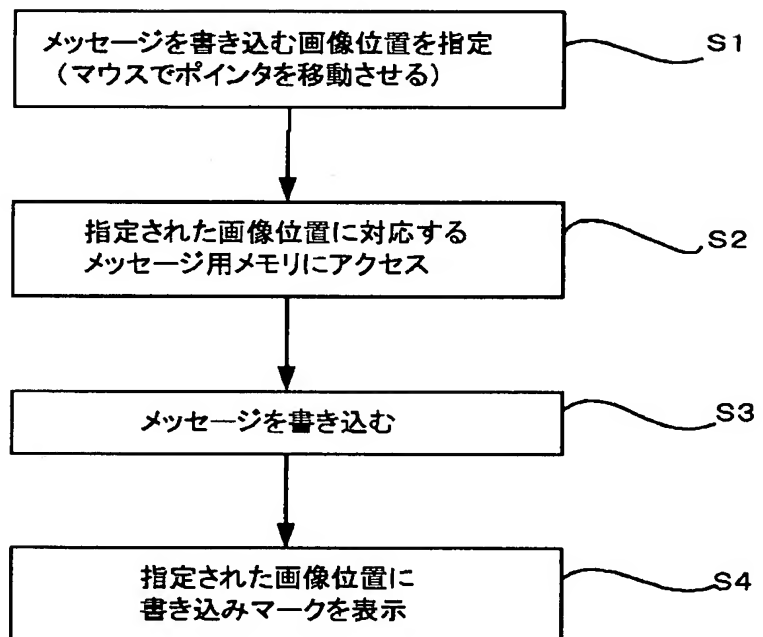 メッセージを書き込む画像位置を指定
(マウスでポインタを移動させる)
S1
指定された画像位置に対応する
メッセージ用メモリにアクセス
S2
メッセージを書き込む
S3
指定された画像位置に
書き込みマークを表示
S4